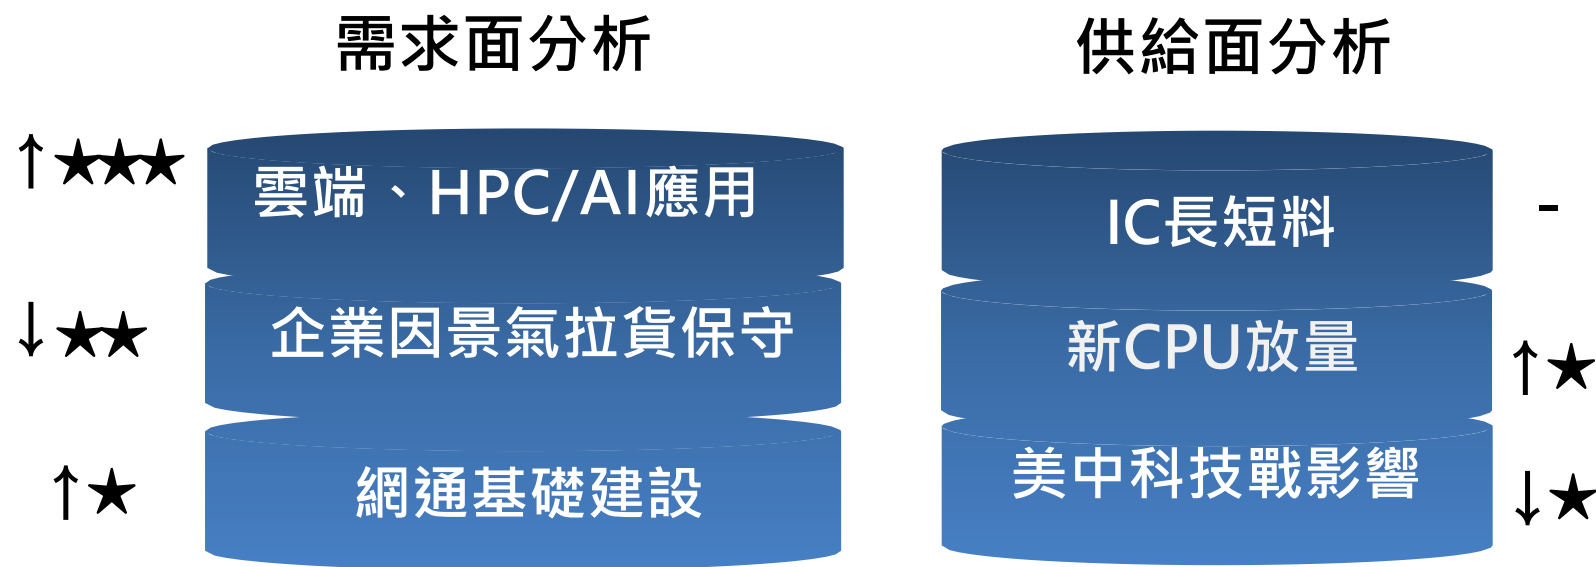 需求面分析
↑★★★ 雲端、HPC/AI應用
↓★★ 企業因景氣拉貨保守
↑★ 網通基礎建設
供給面分析
IC長短料 -
新CPU放量 ↑★
美中科技戰影響 ↓★